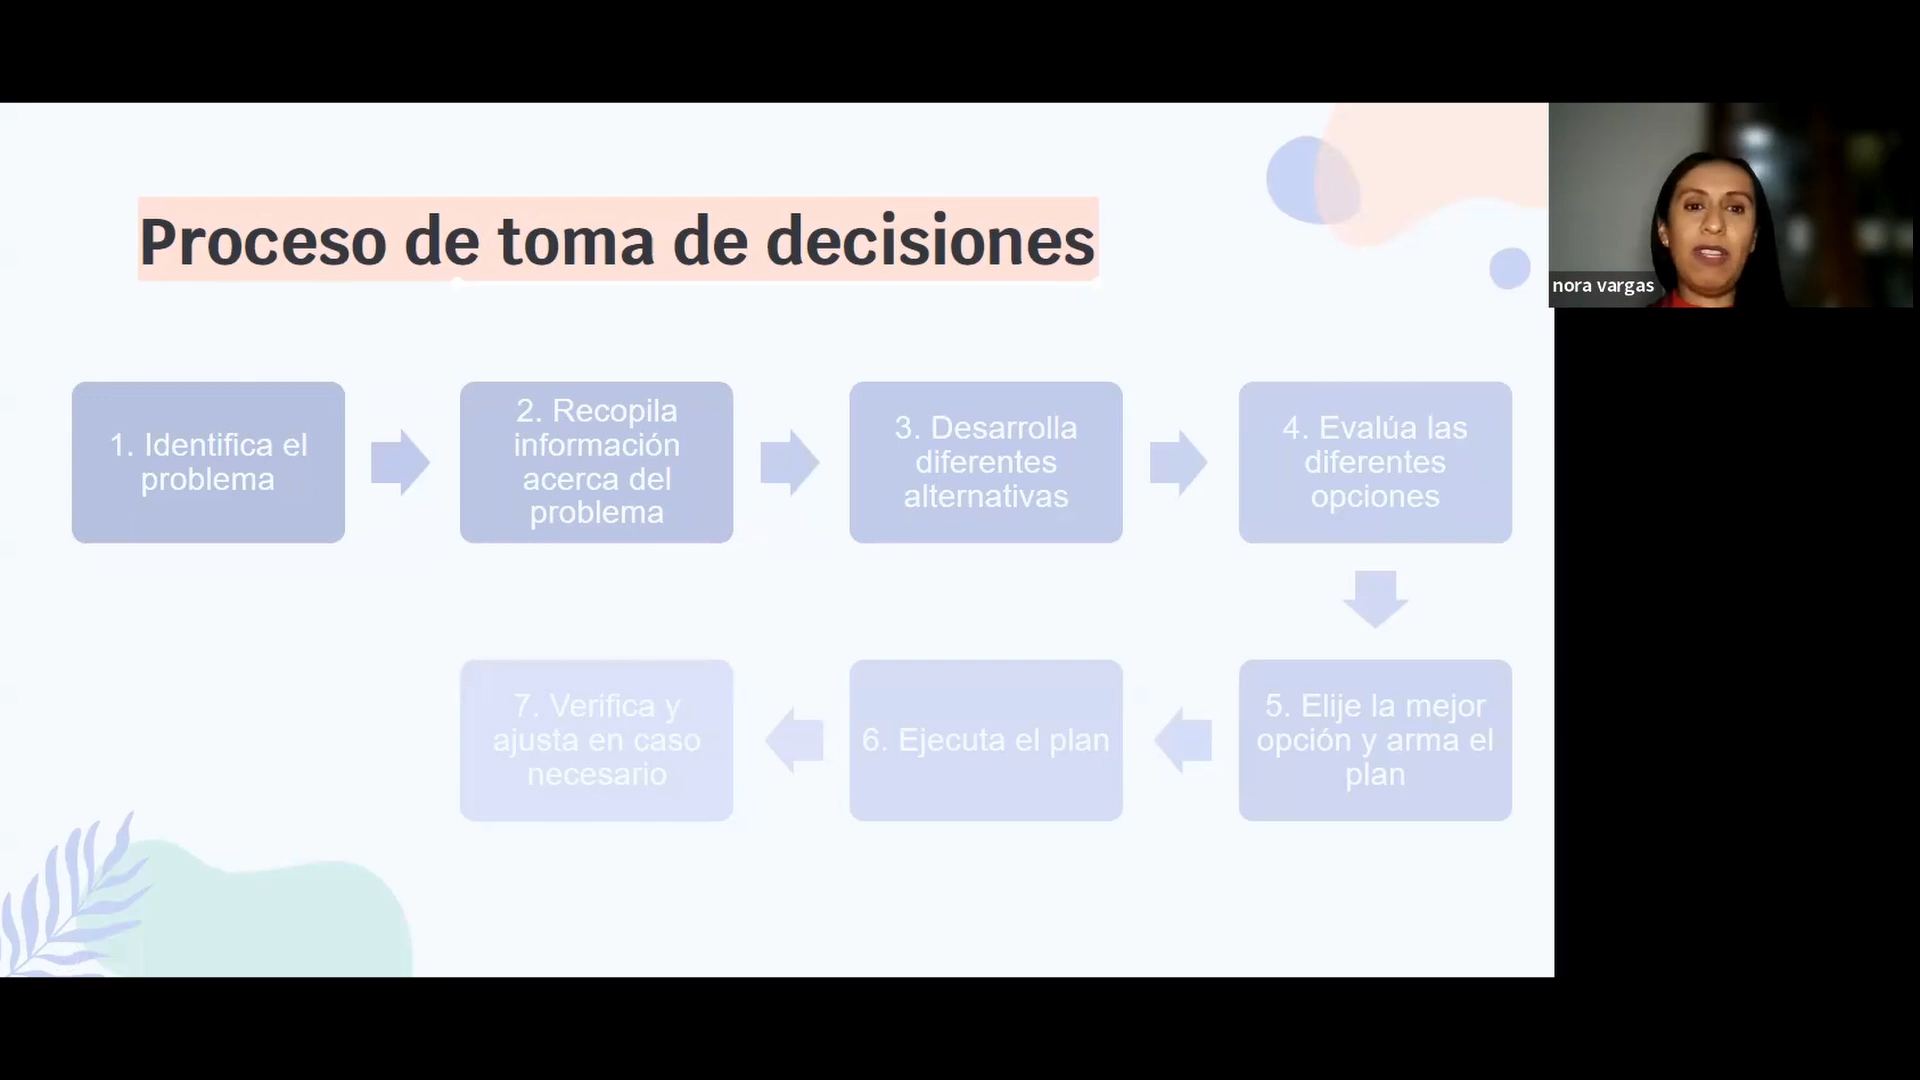 Proceso de toma de decisiones
nora vargas
1. Identifica el
problema
2. Recopila
información
acerca del
problema
3. Desarrolla
diferentes
alternativas
4. Evalúa las
diferentes
opciones
5. Elije la mejor
opción y arma el
plan
6. Ejecuta el plan
7. Verifica y
ajusta en caso
necesario